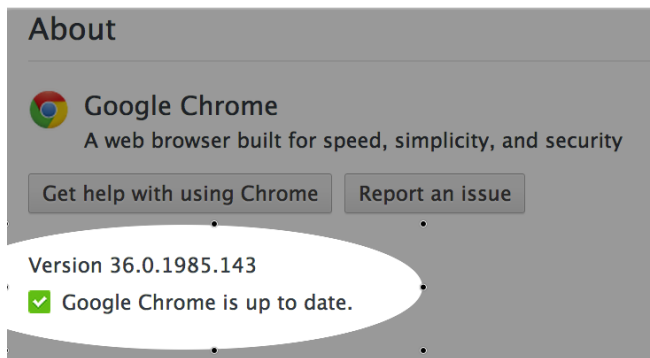 About
Google Chrome
A web browser built for speed, simplicity, and security
Get help with using Chrome Report an issue
Version 36.0.1985.143
Google Chrome is up to date.